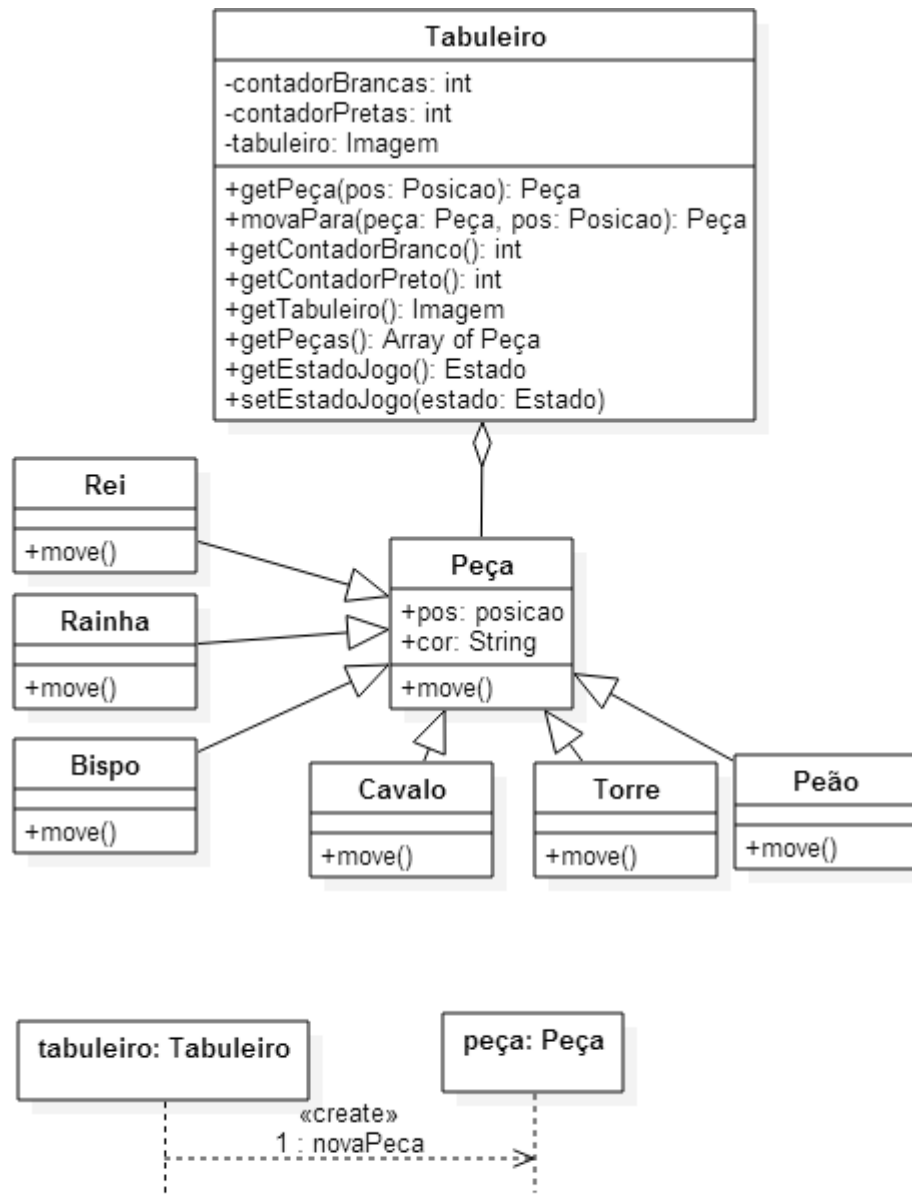 Tabuleiro
-contadorBrancas: int
-contadorPretas: int
-tabuleiro: Imagem
+getPeça(pos: Posicao): Peça
+movaPara(peça: Peça, pos: Posicao): Peça
+getContadorBranco(): int
+getContadorPreto(): int
+getTabuleiro(): Imagem
+getPeças(): Array of Peça
+getEstadoJogo(): Estado
+setEstadoJogo(estado: Estado)
Rei
+move()
Rainha
+move()
Bispo
+move()
Peça
+pos: posicao
+cor: String
+move()
Cavalo
+move()
Torre
+move()
Peão
+move()
tabuleiro: Tabuleiro
peça: Peça
«create»
1 : novaPeca